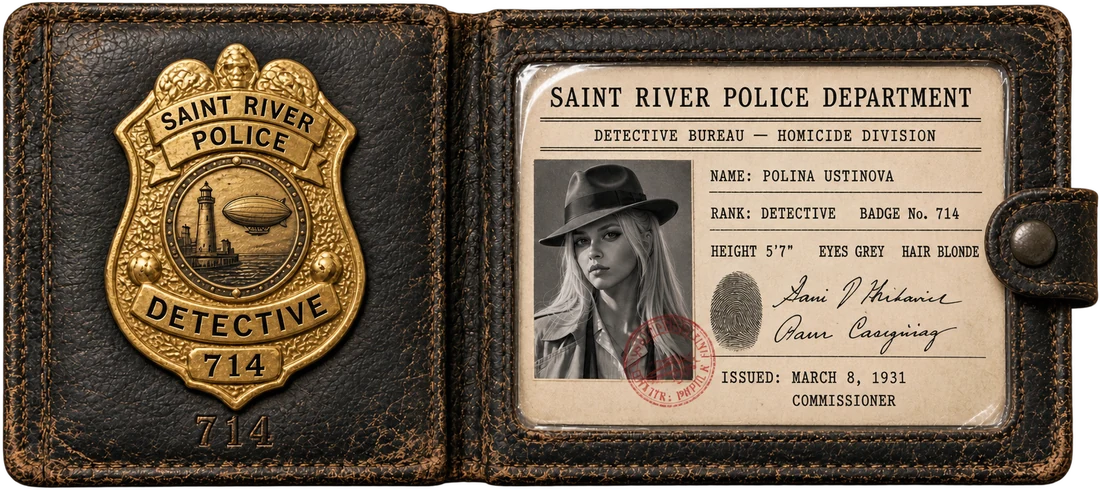 SAINT RIVER
POLICE
DETECTIVE
714
714
SAINT RIVER POLICE DEPARTMENT
DETECTIVE BUREAU — HOMICIDE DIVISION
NAME: POLINA USTINOVA
RANK: DETECTIVE BADGE No. 714
HEIGHT 5'7" EYES GREY HAIR BLONDE
ISSUED: MARCH 8, 1931
COMMISSIONER